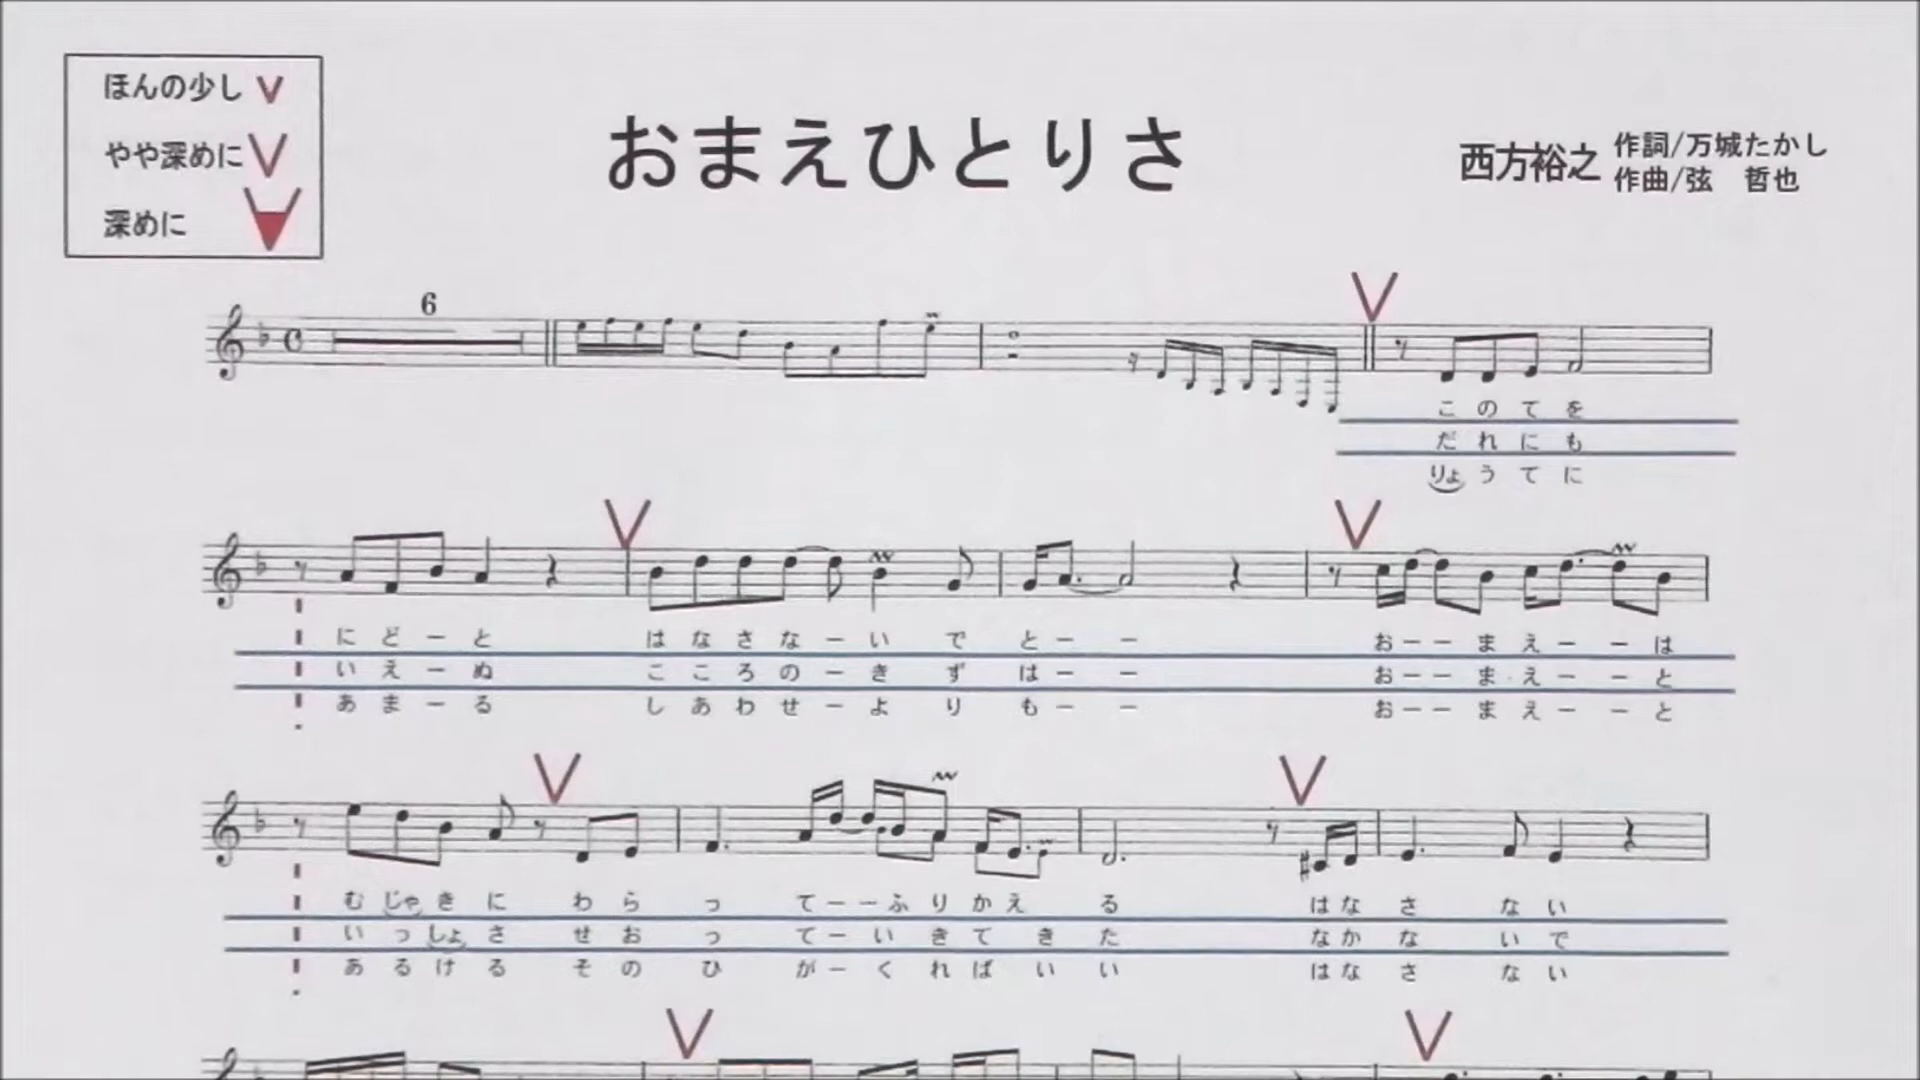 ほんの少し
やや深めに
深めに
おまえひとりさ
西方裕之
作詞/万城たかし
作曲/弦　哲也
6
このてを
だれにも
りょうてに
にどーと はなさなーいで とーー おーーまえーーは
いえーぬ こころのーきず はーー おーーまえーーと
あまーる しあわせーより もーー おーーまえーーと
むじゃきに わらっ てーーふりかえ る はなさ ない
いっしょさ せおっ てーいきてき た なかな いで
あるける そのひ がーくればい い はなさ ない